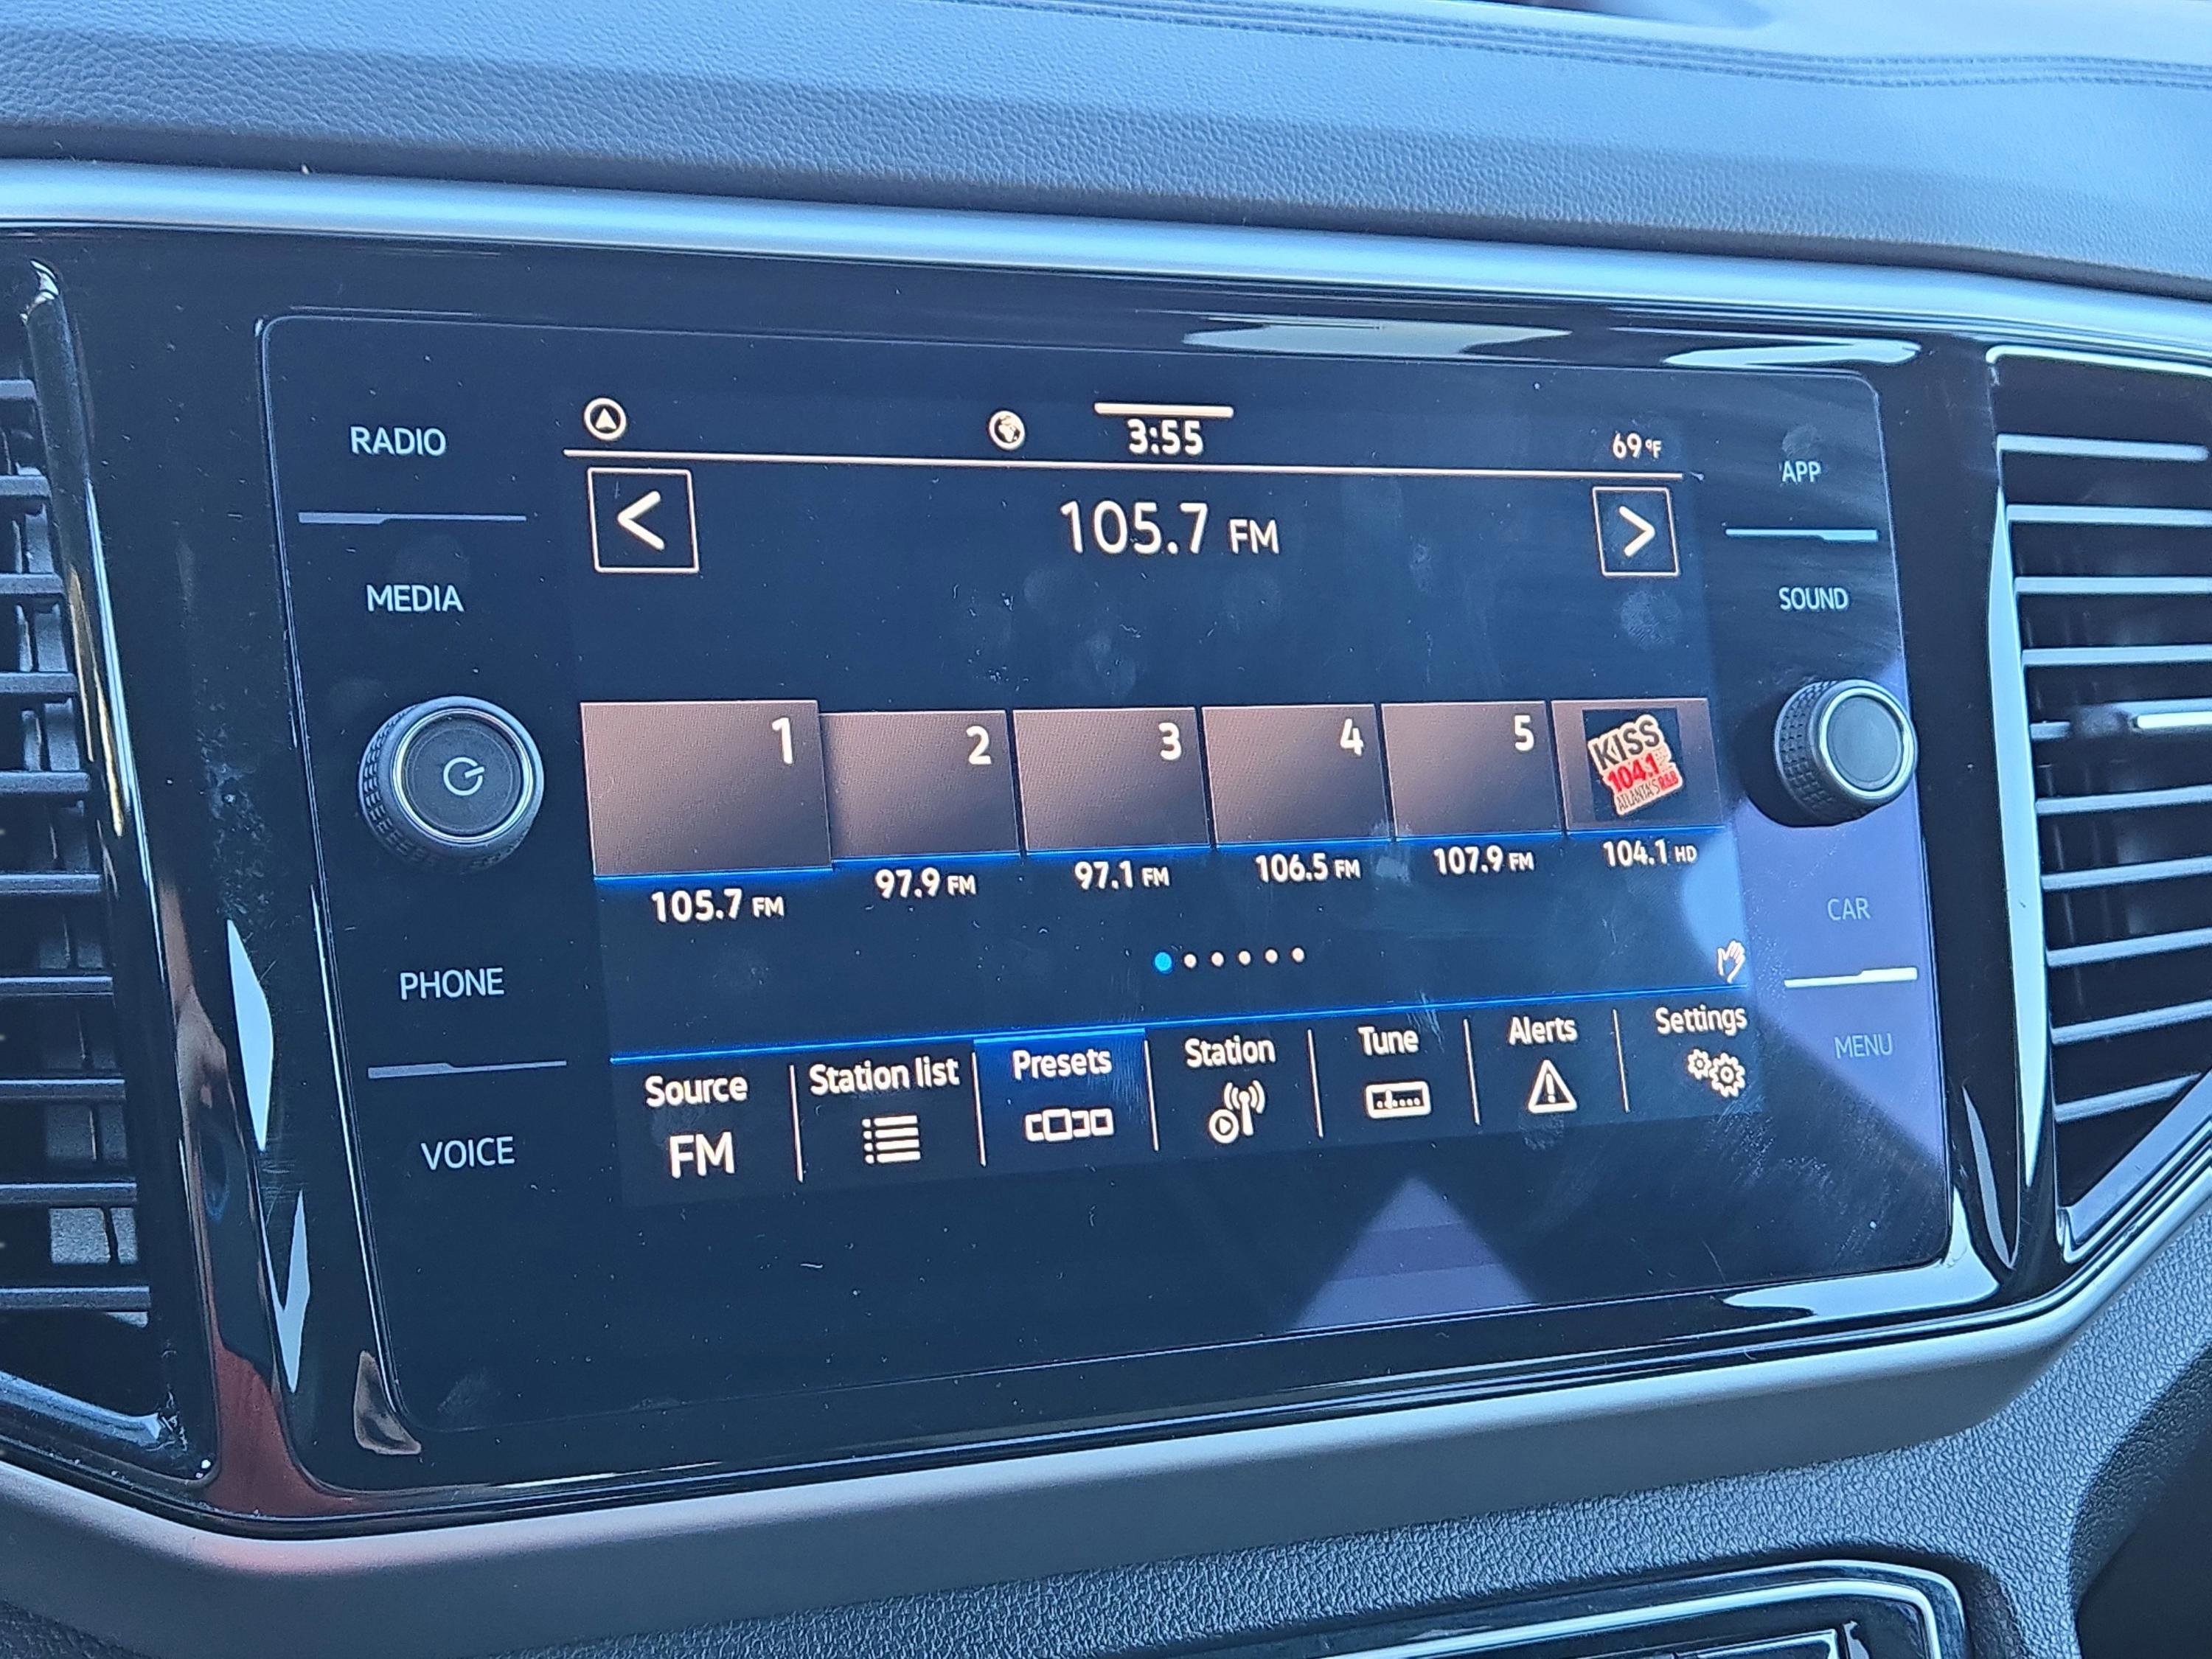 3:55
69°F
RADIO
APP
<
105.7 FM
>
MEDIA
SOUND
1
2
3
4
5
KISS
104.1
ATLANTA'S R&B
105.7 FM
97.9 FM
97.1 FM
106.5 FM
107.9 FM
104.1 HD
CAR
PHONE
Source
FM
Station list
Presets
Station
Tune
Alerts
Settings
MENU
VOICE